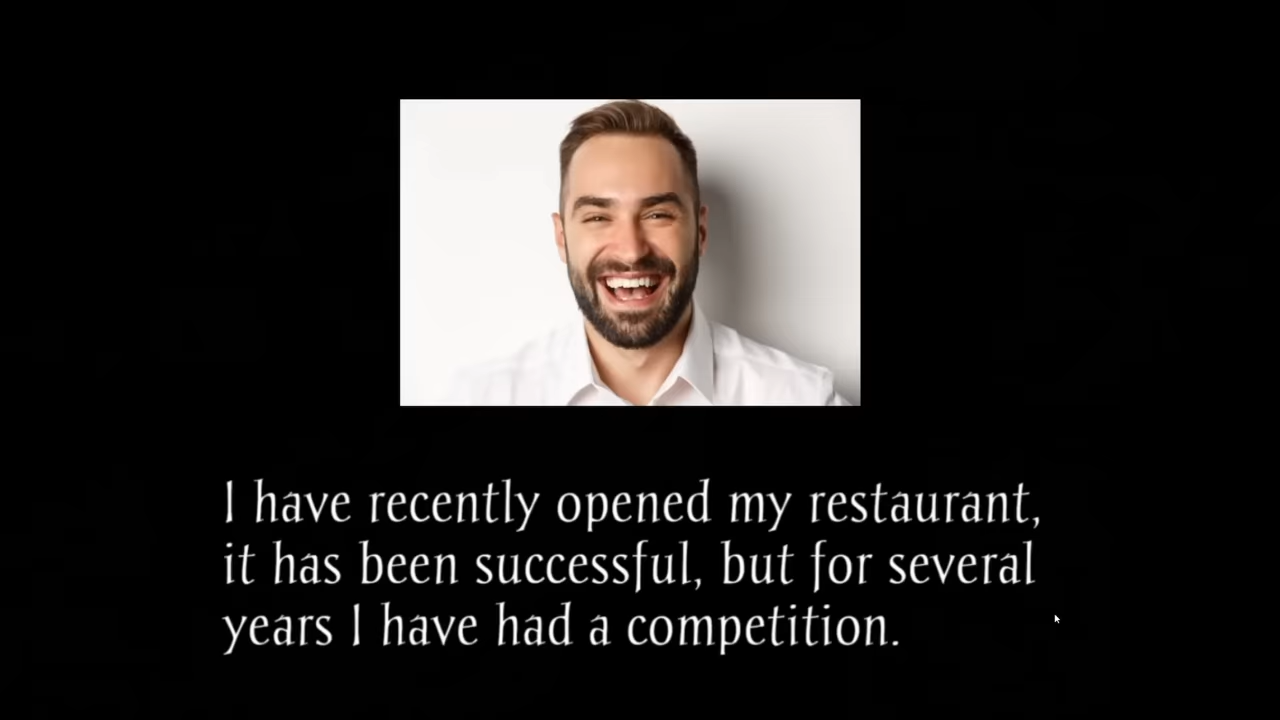 I have recently opened my restaurant,
it has been successful, but for several
years I have had a competition.